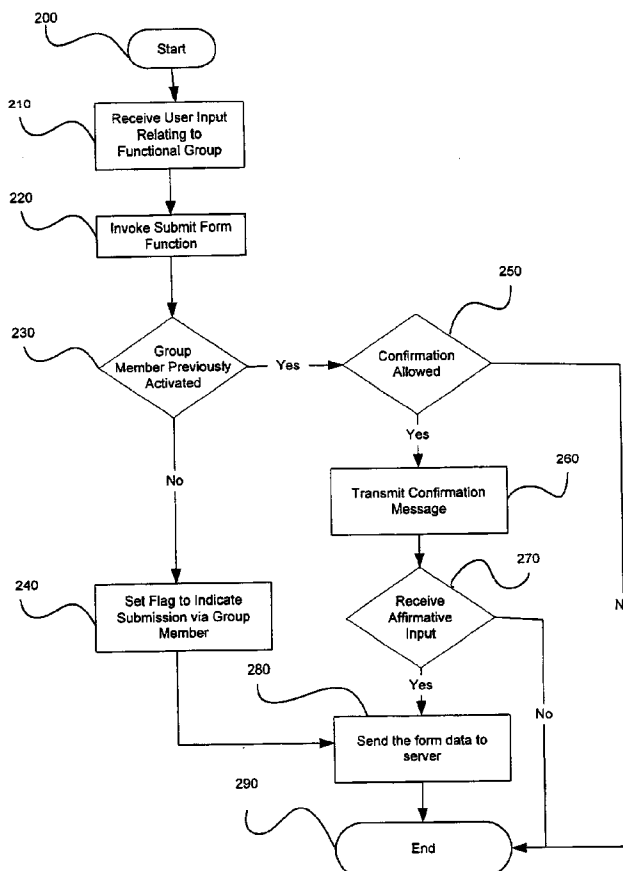 200
Start
210
Receive User Input
Relating to
Functional Group
220
Invoke Submit Form
Function
230
Group
Member Previously
Activated
Yes
250
Confirmation
Allowed
Yes
No
260
Transmit Confirmation
Message
240
Set Flag to Indicate
Submission via Group
Member
270
Receive
Affirmative
Input
N
280
Yes
No
Send the form data to
server
290
End